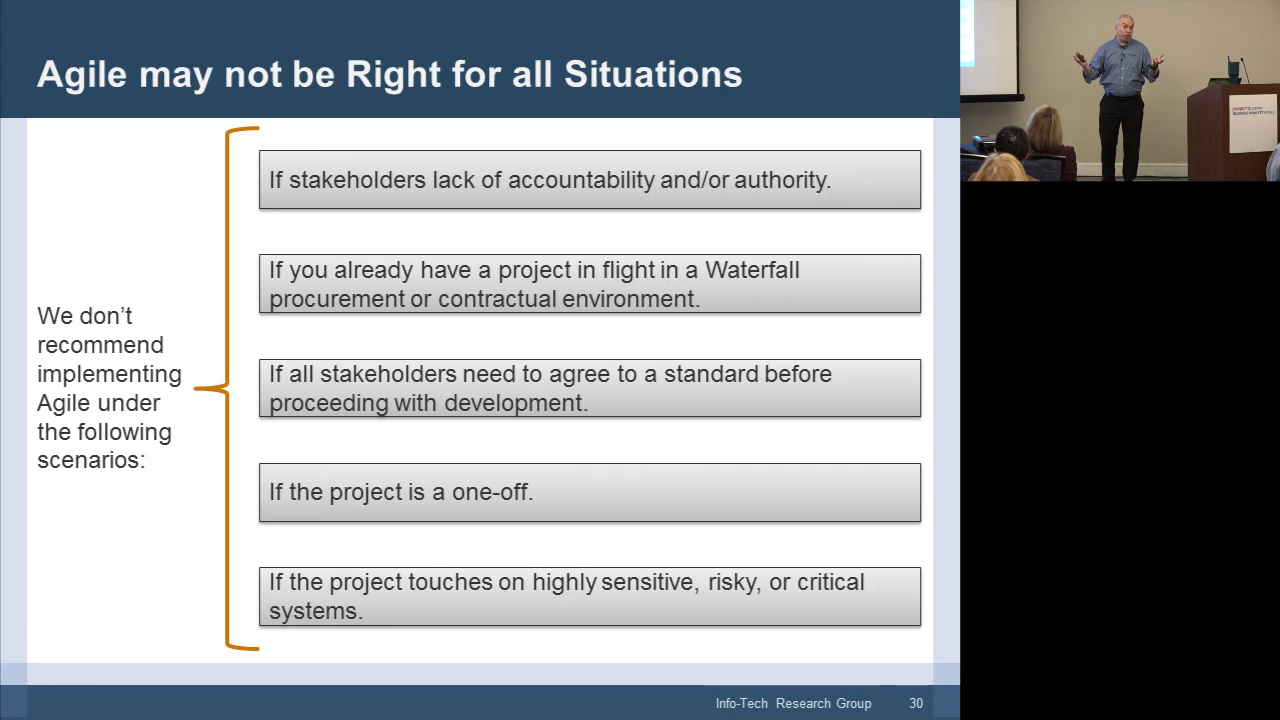 Agile may not be Right for all Situations
We don't
recommend
implementing
Agile under
the following
scenarios:
If stakeholders lack of accountability and/or authority.
If you already have a project in flight in a Waterfall
procurement or contractual environment.
If all stakeholders need to agree to a standard before
proceeding with development.
If the project is a one-off.
If the project touches on highly sensitive, risky, or critical
systems.
Info-Tech Research Group 30